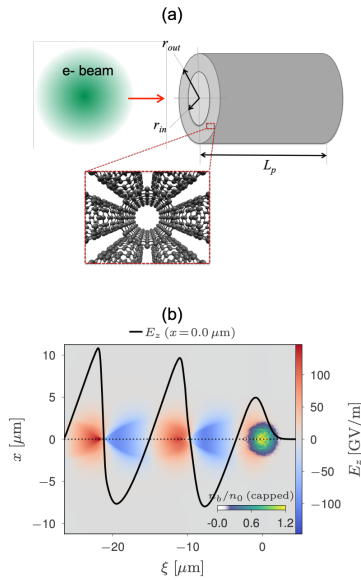 (a)
e- beam
r_out
r_in
L_p
(b)
E_z (x = 0.0 μm)
10
5
0
−5
−10
x [μm]
n_b/n_0 (capped)
-0.0 0.6 1.2
−20 −10 0
ξ [μm]
100
50
0
−50
−100
E_z [GV/m]